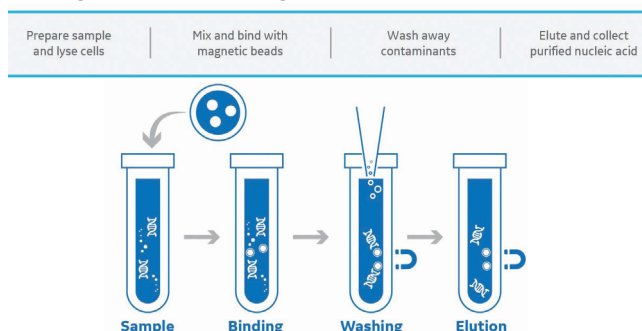 Prepare sample
and lyse cells
Mix and bind with
magnetic beads
Wash away
contaminants
Elute and collect
purified nucleic acid
Sample
Binding
Washing
Elution